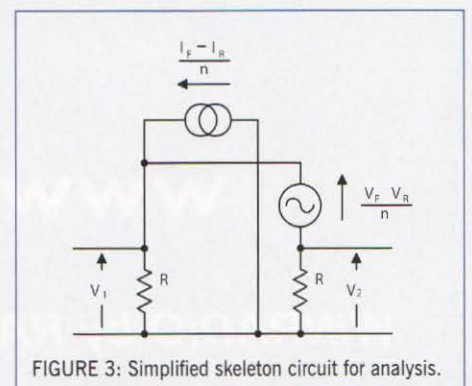 I_F – I_R
n
V_F V_R
n
R
R
V_1
V_2
FIGURE 3: Simplified skeleton circuit for analysis.